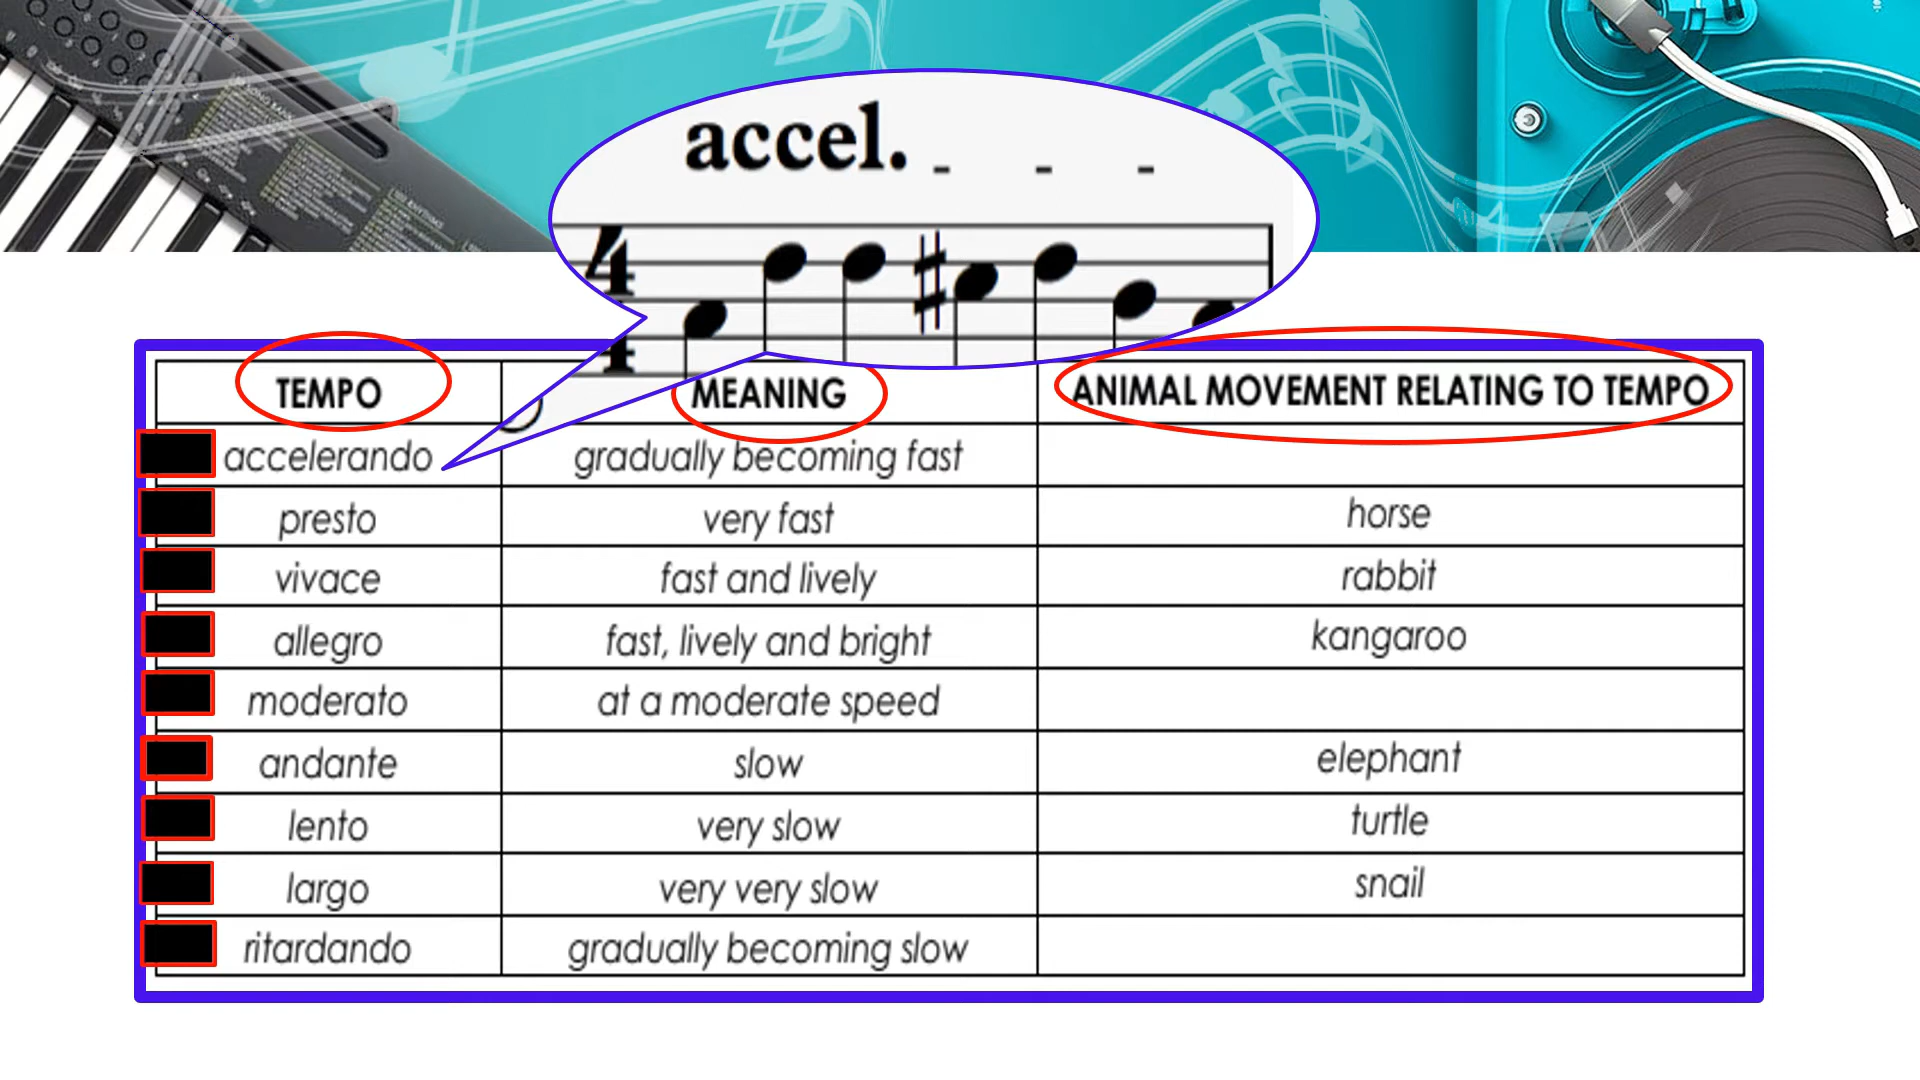 accel. - - -
4
4
TEMPO MEANING ANIMAL MOVEMENT RELATING TO TEMPO
accelerando gradually becoming fast
presto very fast horse
vivace fast and lively rabbit
allegro fast, lively and bright kangaroo
moderato at a moderate speed
andante slow elephant
lento very slow turtle
largo very very slow snail
ritardando gradually becoming slow